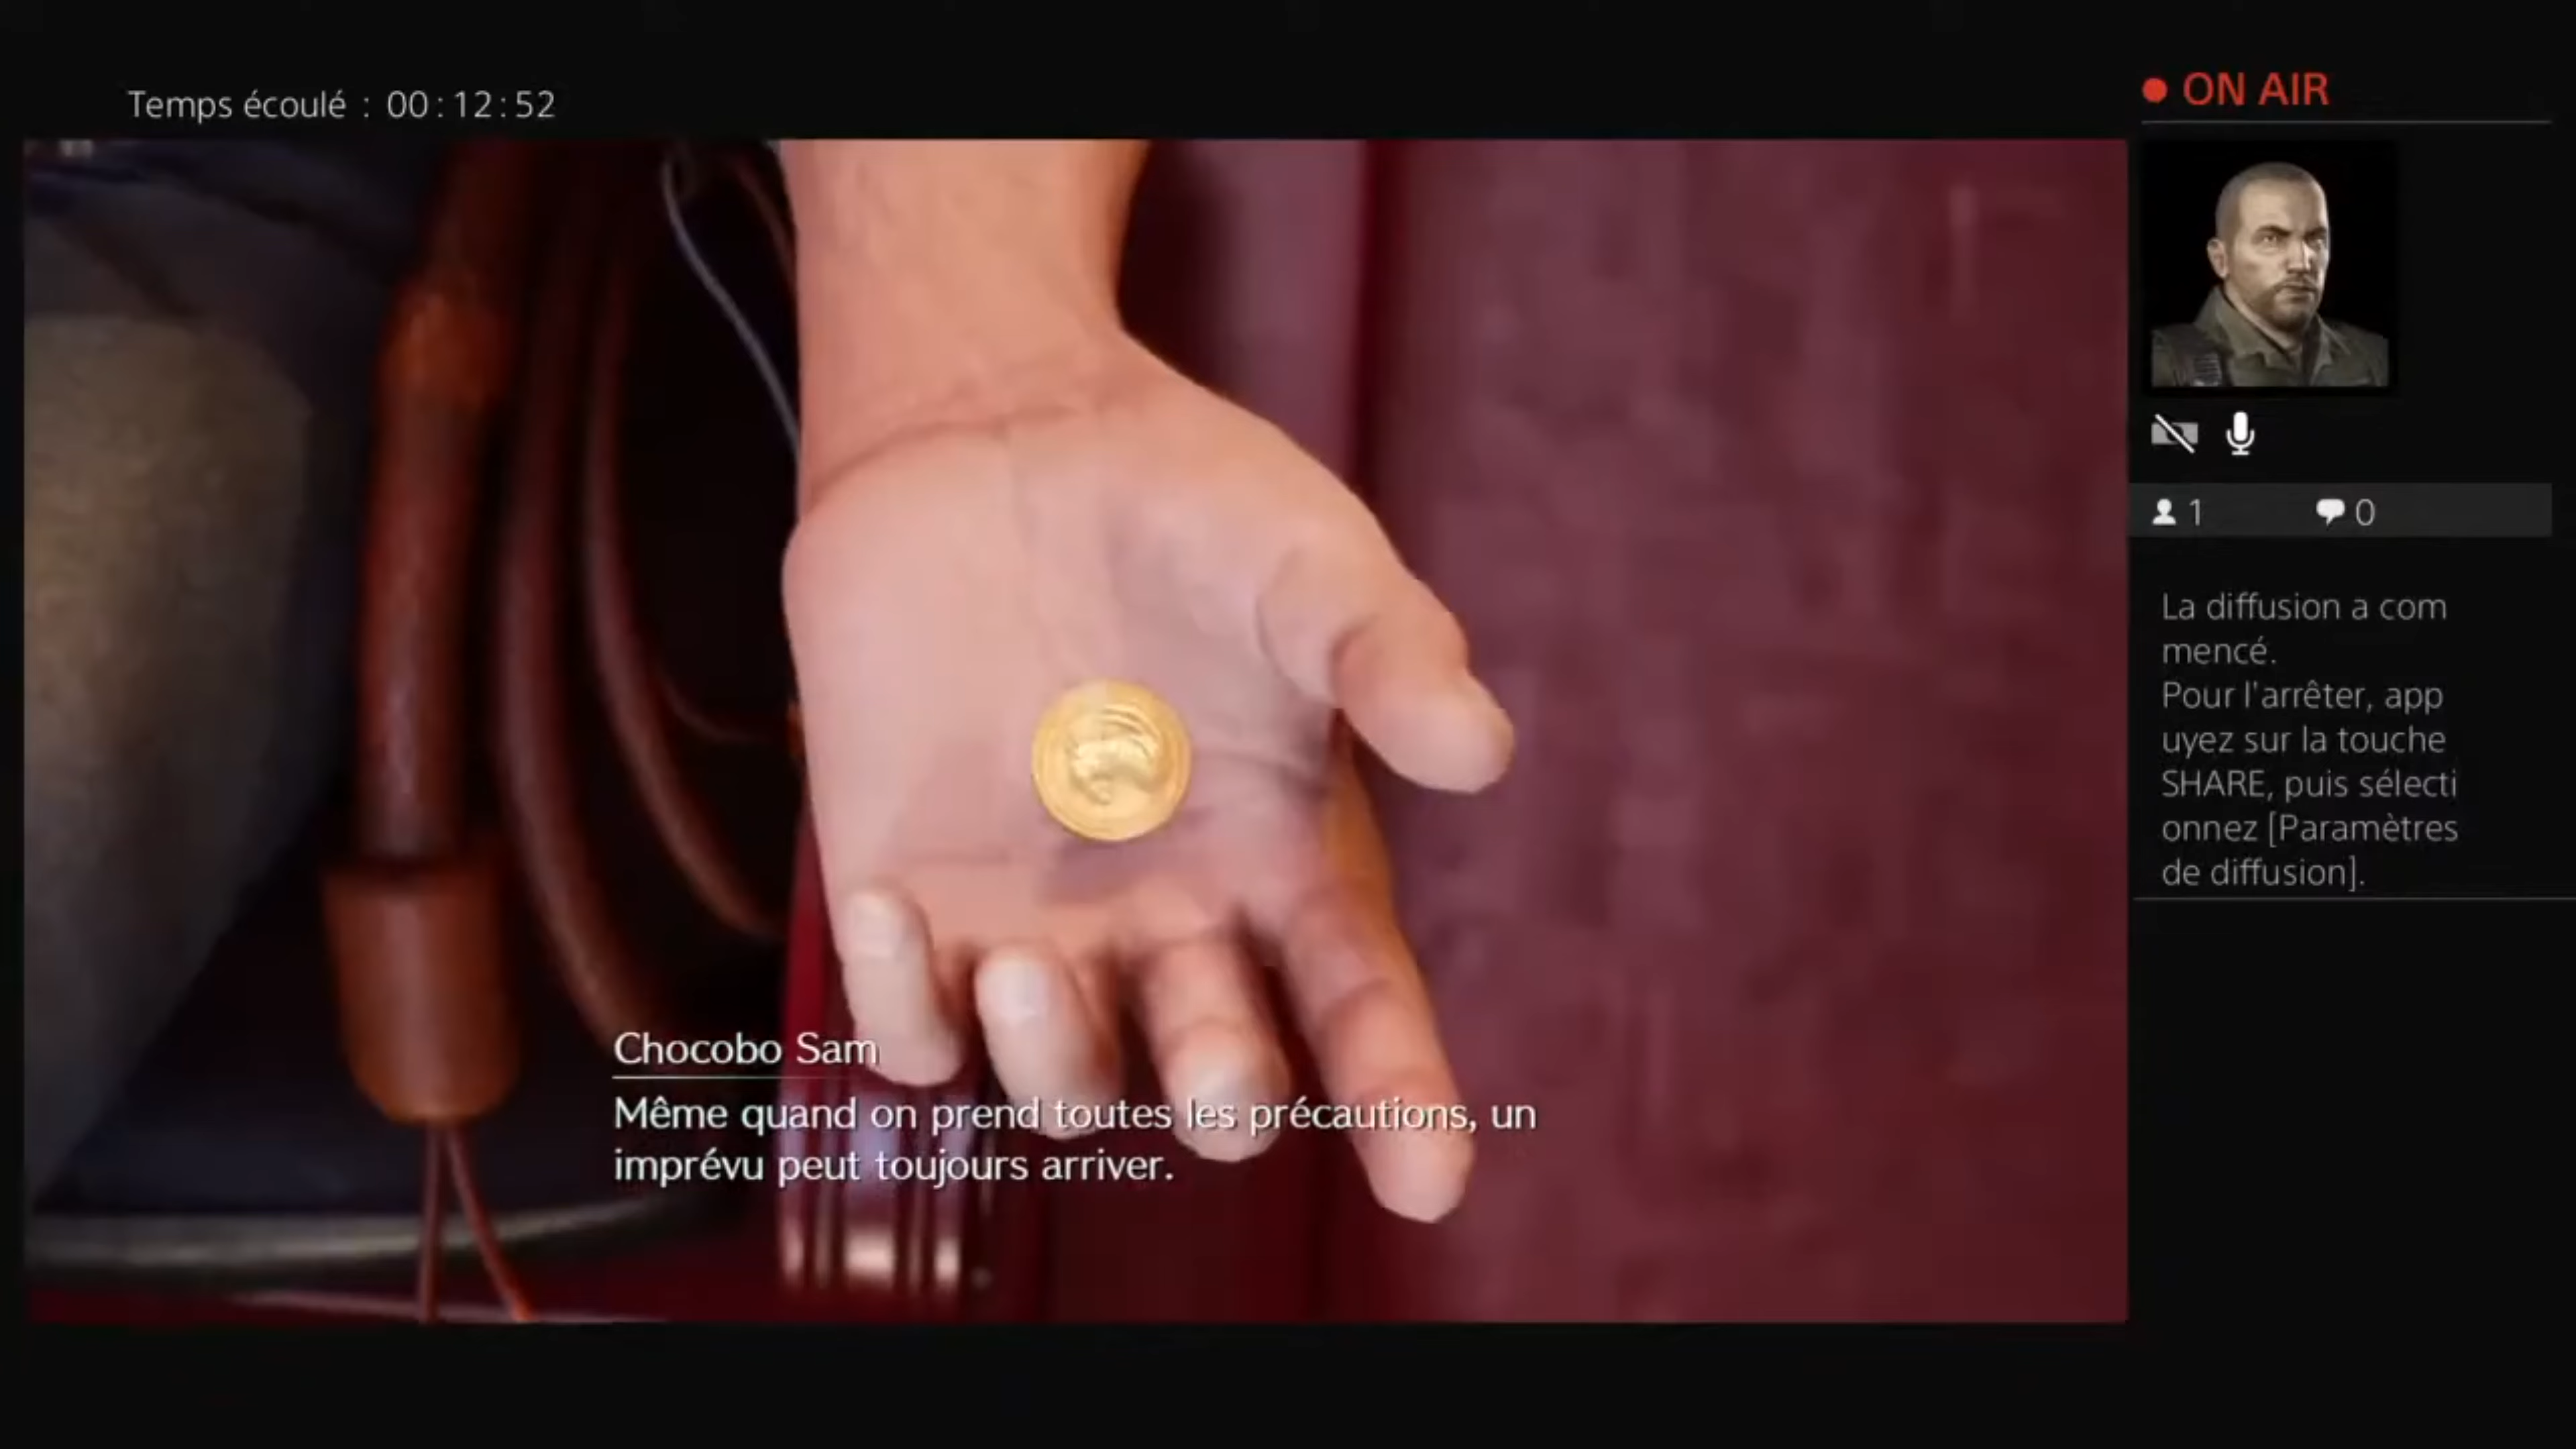 Temps écoulé : 00:12:52
ON AIR
1
0
La diffusion a com
mencé.
Pour l'arrêter, app
uyez sur la touche
SHARE, puis sélecti
onnez [Paramètres
de diffusion].
Chocobo Sam
Même quand on prend toutes les précautions, un
imprévu peut toujours arriver.